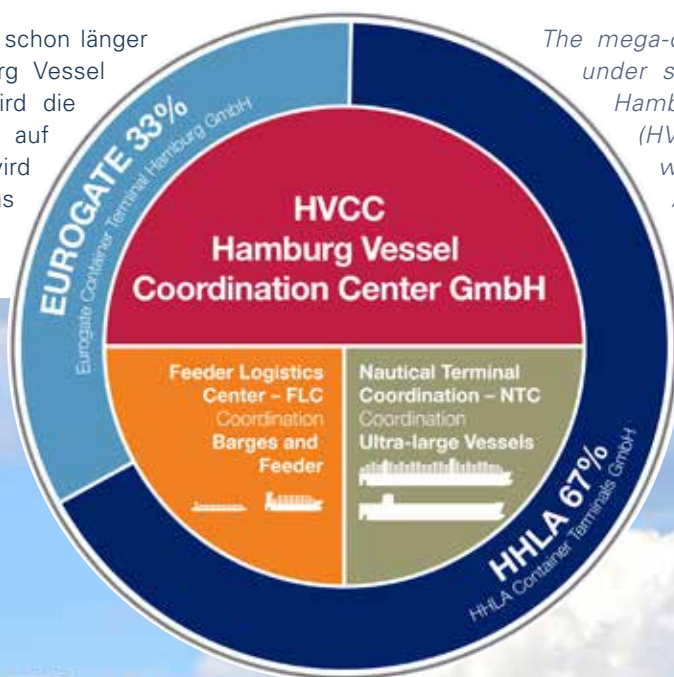 schon länger
rg Vessel
ird die
auf
vird
s
The mega-c
under s
Hamb
(HV
w
EUROGATE 33%
Eurogate Container Terminal Hamburg GmbH
HVCC
Hamburg Vessel
Coordination Center GmbH
Feeder Logistics
Center – FLC
Coordination
Barges and
Feeder
Nautical Terminal
Coordination – NTC
Coordination
Ultra-large Vessels
HHLA 67%
HHLA Container Terminals GmbH